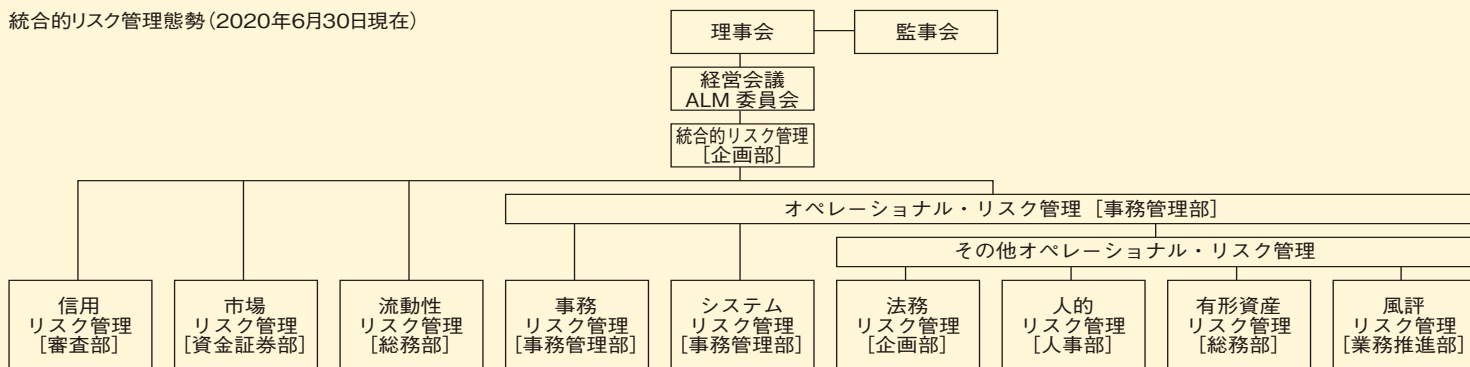 統合的リスク管理態勢(2020年6月30日現在)
理事会
監事会
経営会議
ALM 委員会
統合的リスク管理
[企画部]
オペレーショナル・リスク管理[事務管理部]
その他オペレーショナル・リスク管理
信用
リスク管理
[審査部]
市場
リスク管理
[資金証券部]
流動性
リスク管理
[総務部]
事務
リスク管理
[事務管理部]
システム
リスク管理
[事務管理部]
法務
リスク管理
[企画部]
人的
リスク管理
[人事部]
有形資産
リスク管理
[総務部]
風評
リスク管理
[業務推進部]